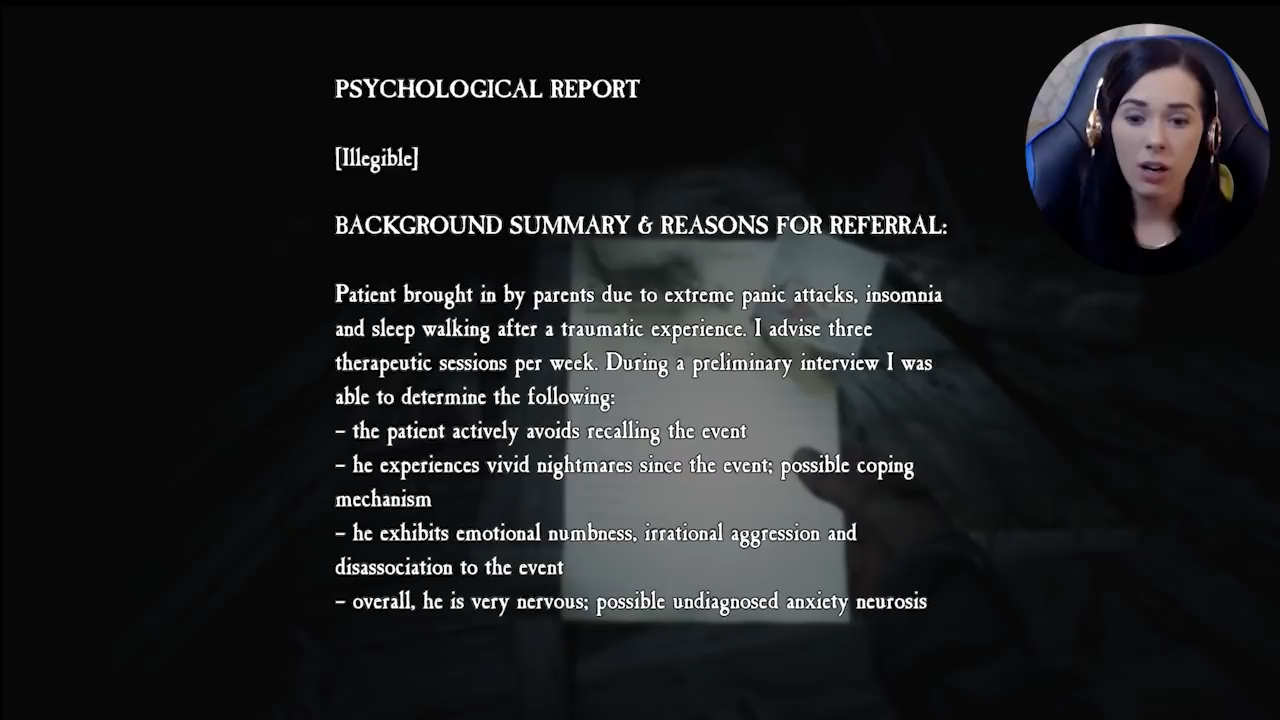 PSYCHOLOGICAL REPORT
[Illegible]
BACKGROUND SUMMARY & REASONS FOR REFERRAL:
Patient brought in by parents due to extreme panic attacks, insomnia
and sleep walking after a traumatic experience. I advise three
therapeutic sessions per week. During a preliminary interview I was
able to determine the following:
– the patient actively avoids recalling the event
– he experiences vivid nightmares since the event; possible coping
mechanism
– he exhibits emotional numbness, irrational aggression and
disassociation to the event
– overall, he is very nervous; possible undiagnosed anxiety neurosis